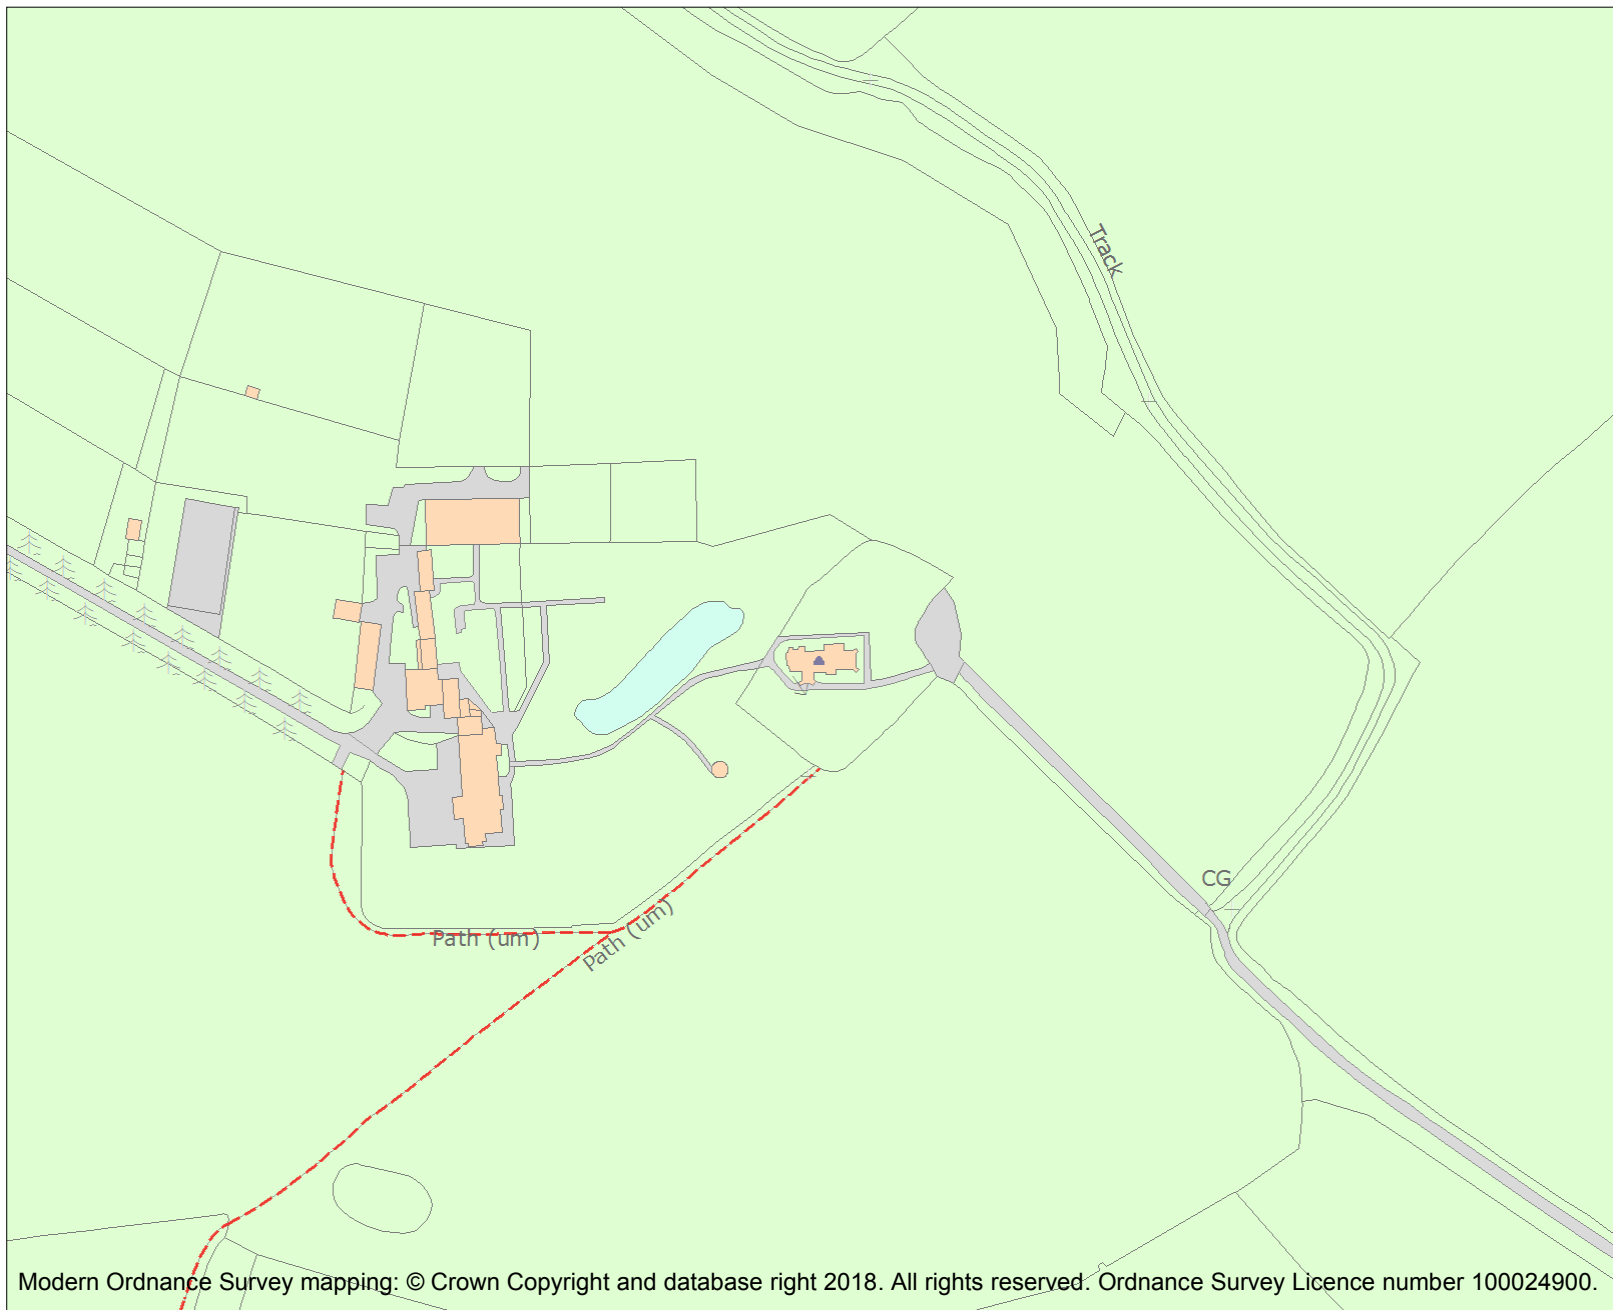 Track
CG
Path (um)
Path (um)
Modern Ordnance Survey mapping: © Crown Copyright and database right 2018. All rights reserved. Ordnance Survey Licence number 100024900.